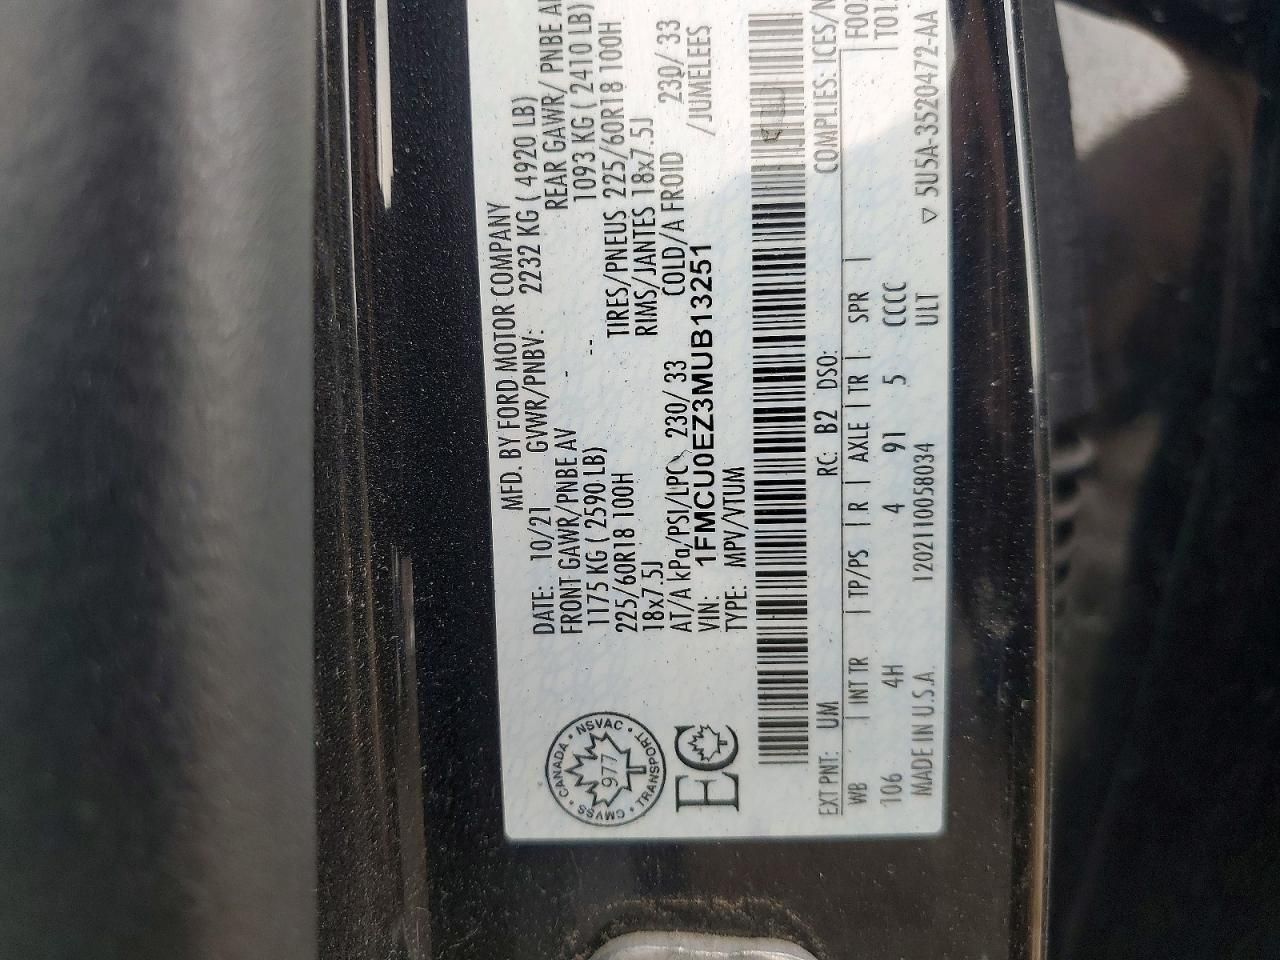 MFD. BY FORD MOTOR COMPANY
DATE: 10/21 GVWR/PNBV: 2232 KG ( 4920 LB)
FRONT GAWR/PNBE AV REAR GAWR/ PNBE
1175 KG ( 2590 LB) -- 1093 KG ( 2410 LB)
225/60R18 100H TIRES/PNEUS 225/60R18 100H
18x7.5J RIMS/JANTES 18x7.5J
AT/A kPa/PSI/LPC 230/ 33 COLD/A FROID 230/ 33
VIN: 1FMCU0EZ3MUB13251 /JUMELEES
TYPE: MPV/VTUM
CANADA • NSVAC • TRANSPORT • CMVSS •
977
EC
EXT PNT: UM RC: B2 DSO: COMPLIES: ICES/
WB | INT TR | TP/PS | R | AXLE | TR | SPR |
106 4H 4 91 5 CCCC
MADE IN U.S.A. 120211005803​4 ULT ▽ 5U5A-3520472-AA